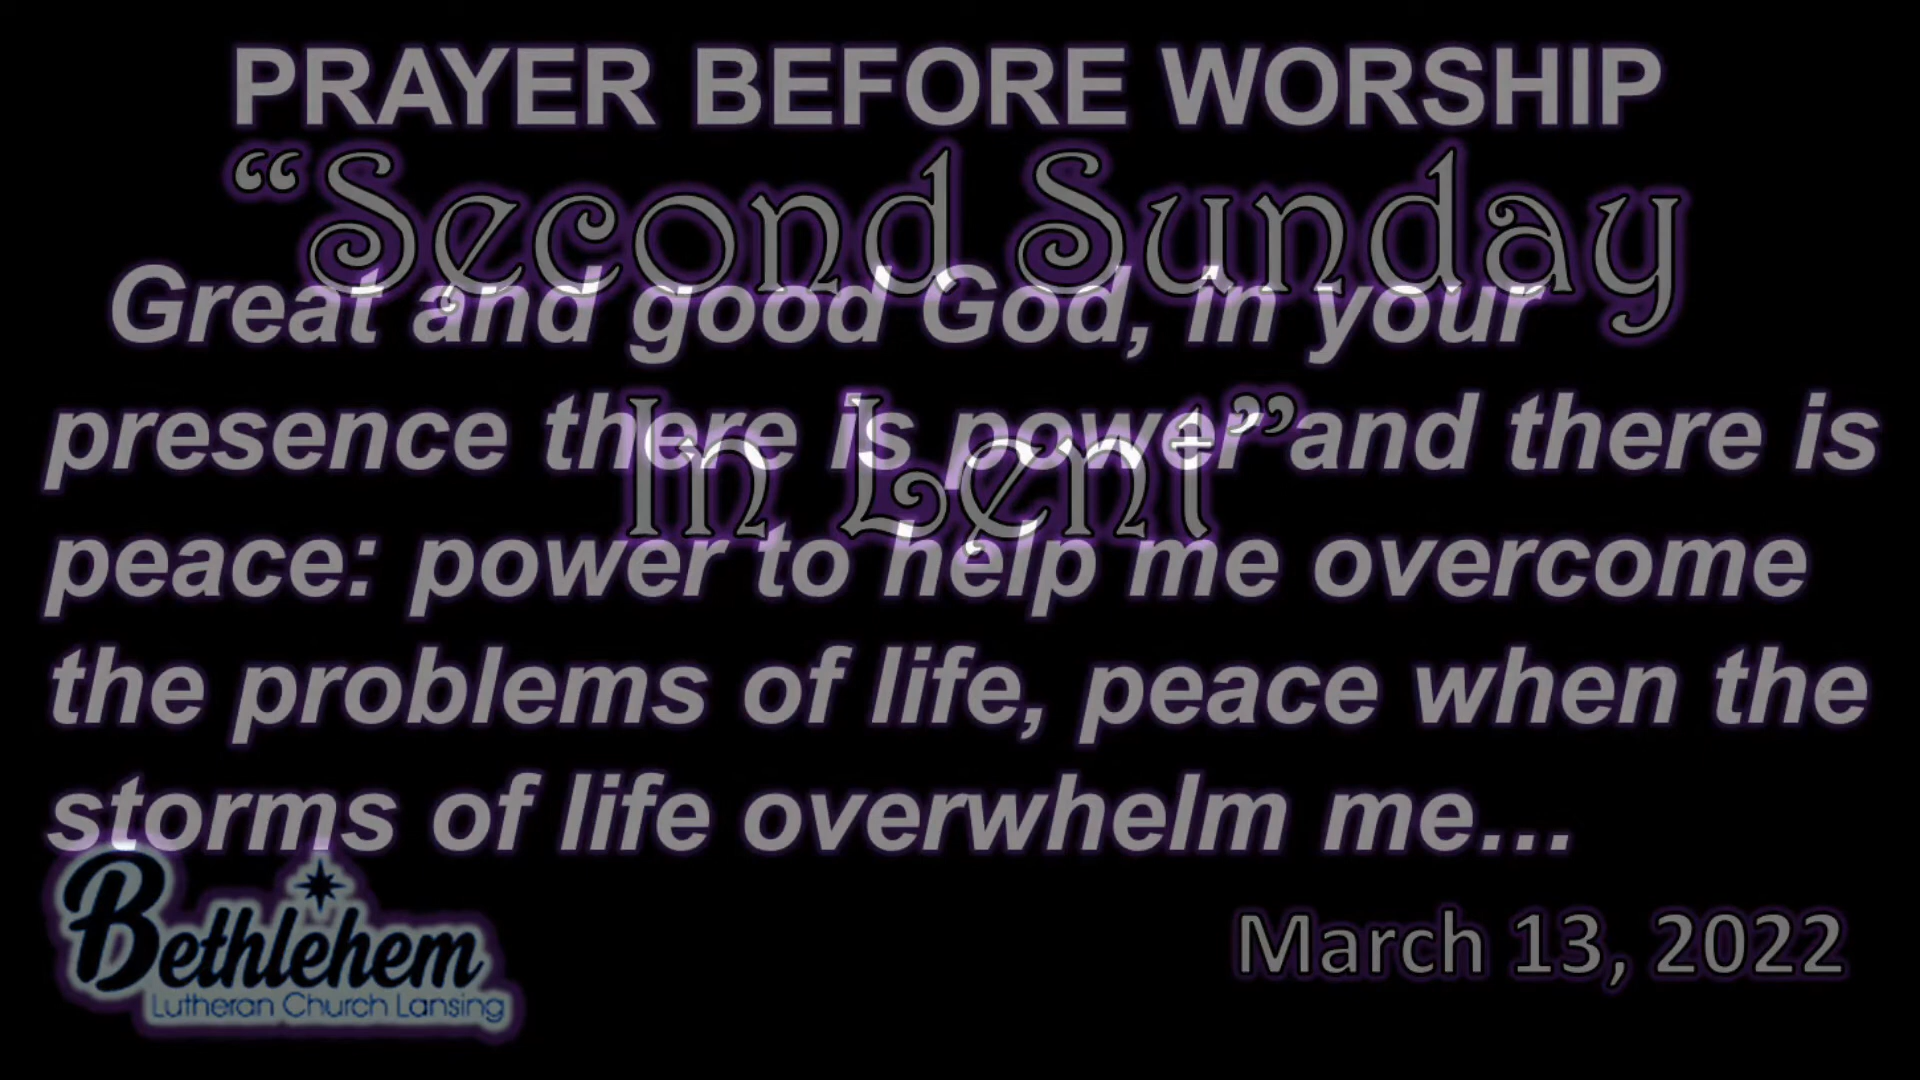 PRAYER BEFORE WORSHIP
“Second Sunday
In Lent”
Great and good God, in your
presence there is power and there is
peace: power to help me overcome
the problems of life, peace when the
storms of life overwhelm me…
Bethlehem
Lutheran Church Lansing
March 13, 2022